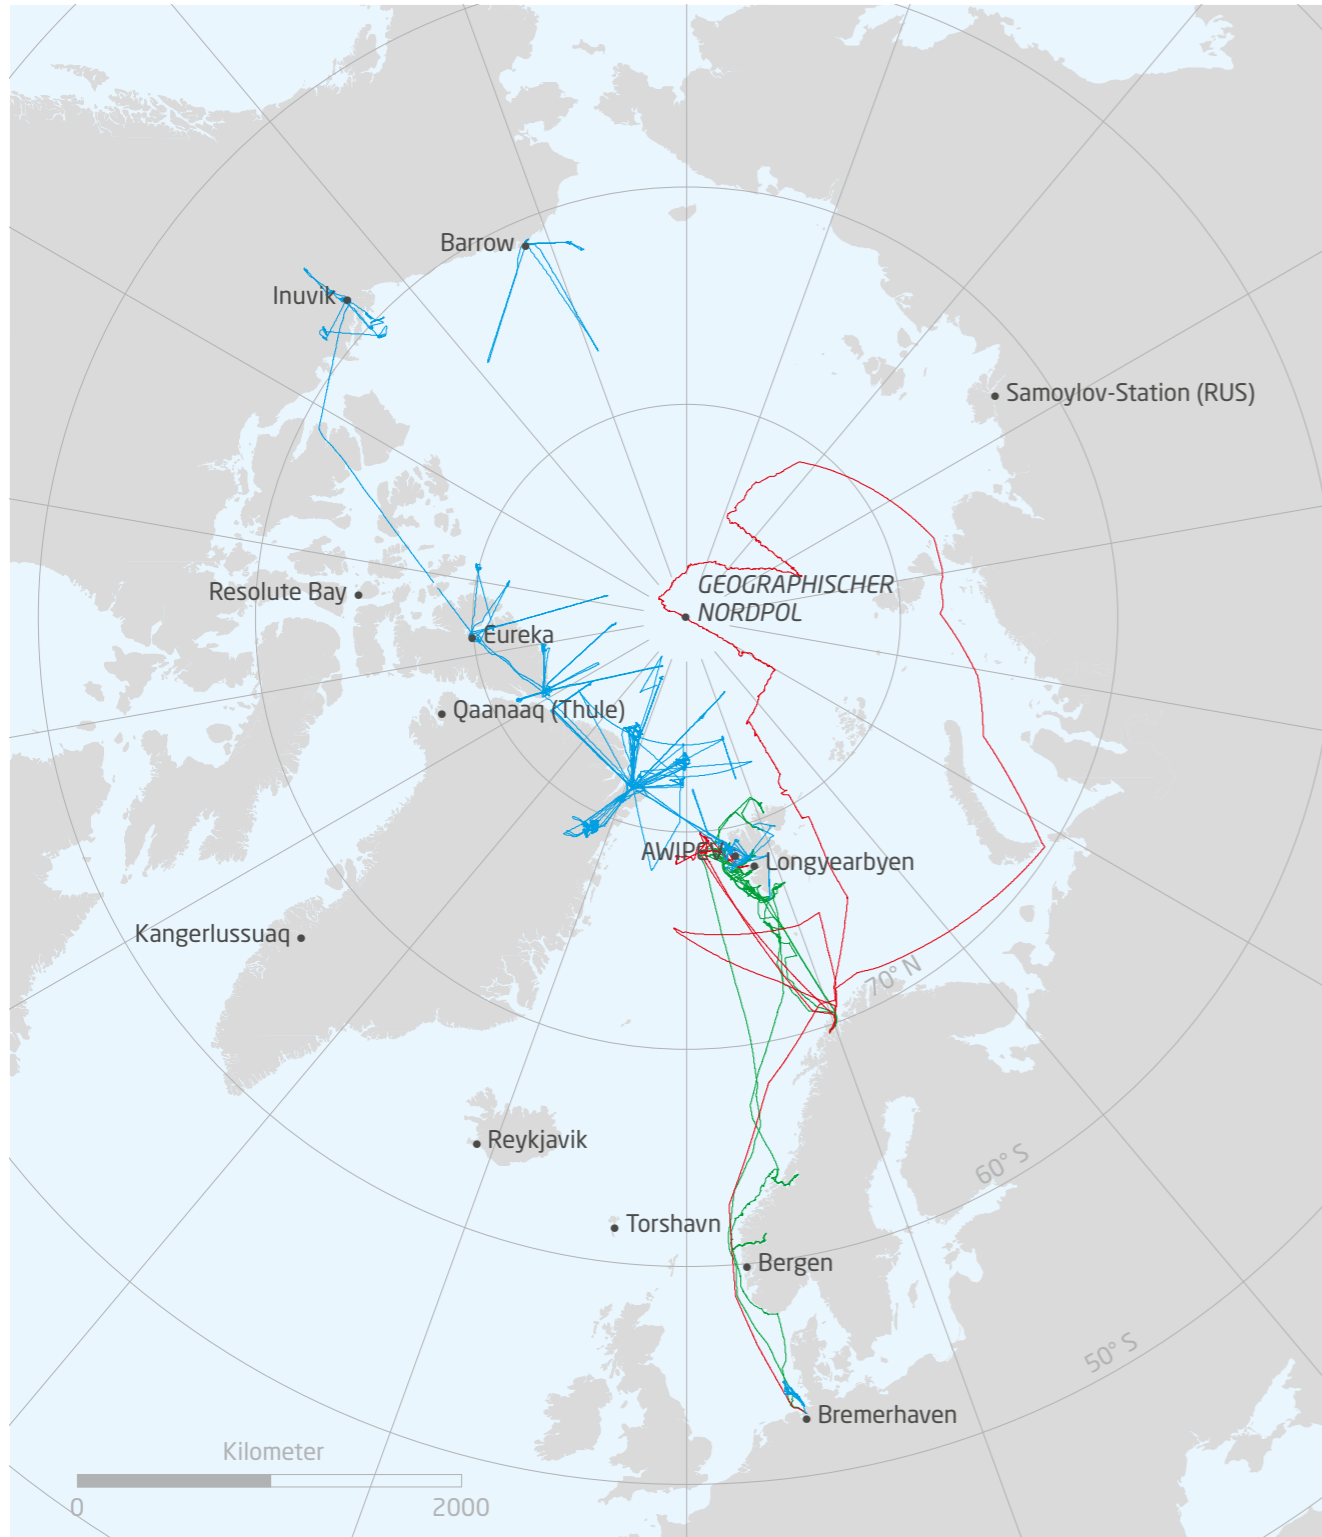 Barrow
Inuvik
Samoylov-Station (RUS)
GEOGRAPHISCHER
NORDPOL
Resolute Bay
Eureka
Qaanaaq (Thule)
AWIPEV
Longyearbyen
Kangerlussuaq
70° N
Reykjavik
60° S
Torshavn
Bergen
50° S
Bremerhaven
Kilometer
0
2000